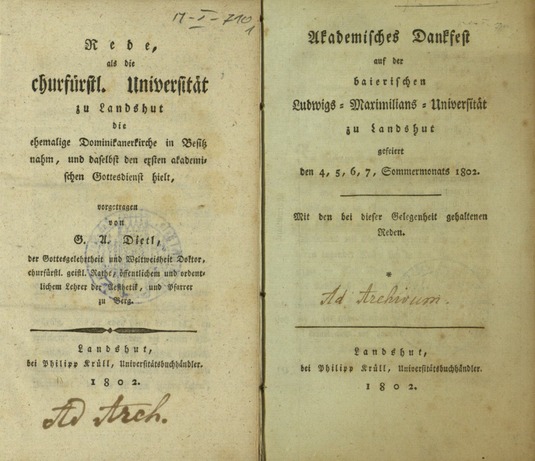 M-I-710
1
Rede,
als die
churfürstl. Universität
zu Landshut
die
ehemalige Dominikanerkirche in Besitz
nahm, und daselbst den ersten akademi-
schen Gottesdienst hielt,
vorgetragen
von
G. A. Dietl,
der Gottesgelehrtheit und Weltweisheit Doktor,
churfürstl. geistl. Rathe, öffentlichem und ordent-
lichem Lehrer der Aesthetik, und Pfarrer
zu Berg.
Landshut,
bei Philipp Krüll, Universitätsbuchhändler.
1802.
Ad Arch.
Akademisches Dankfest
auf der
baierischen
Ludwigs-Maximilians-Universität
zu Landshut
gefeiert
den 4, 5, 6, 7, Sommermonats 1802.
Mit den bei dieser Gelegenheit gehaltenen
Reden.
*
Ad Archivum.
Landshut,
bei Philipp Krüll, Universitätsbuchhändler.
1802.